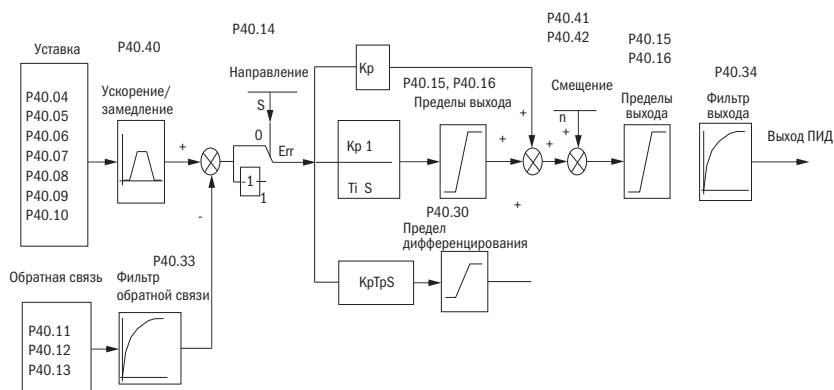 P40.40
P40.14
P40.41
P40.42
P40.15
P40.16
P40.34
Уставка
P40.04
P40.05
P40.06
P40.07
P40.08
P40.09
P40.10
Ускорение/
замедление
+
-
Направление
S
0
-1
1
Err
Kp
P40.15, P40.16
Пределы выхода
Kp 1
Ti S
+
+
+
P40.30
Предел
дифференцирования
KpTpS
Смещение
n
+
+
Пределы
выхода
Фильтр
выхода
Выход ПИД
P40.33
Обратная связь
Фильтр
обратной связи
P40.11
P40.12
P40.13